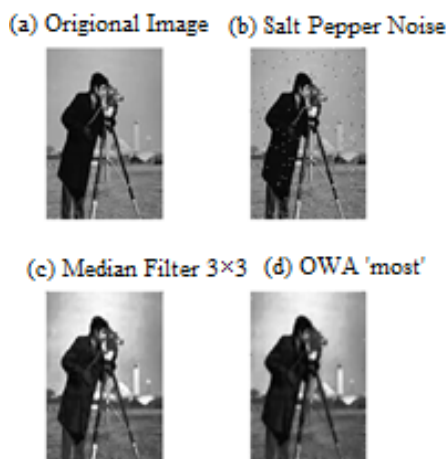 (a) Origional Image
(b) Salt Pepper Noise
(c) Median Filter 3×3
(d) OWA 'most'